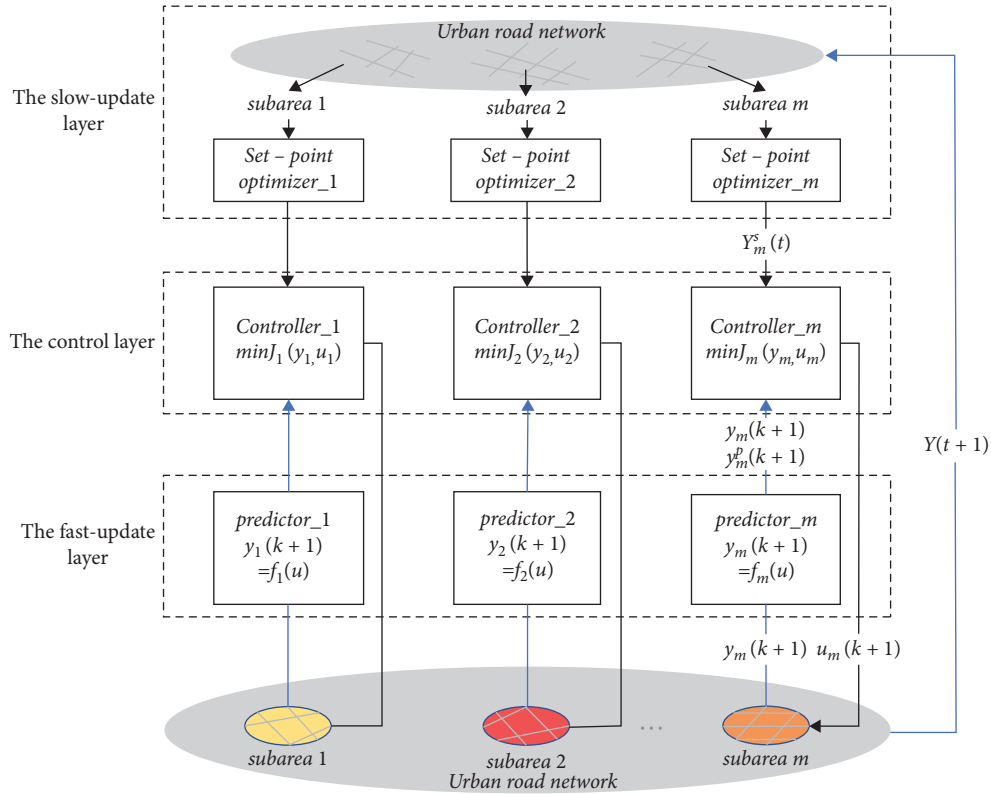 Urban road network
The slow-update
layer
subarea 1
subarea 2
subarea m
Set – point
optimizer_1
Set – point
optimizer_2
Set – point
optimizer_m
Y_m^s (t)
The control layer
Controller_1
minJ_1 (y_1, u_1)
Controller_2
minJ_2 (y_2, u_2)
Controller_m
minJ_m (y_m, u_m)
y_m (k + 1)
y_m^p (k + 1)
Y(t + 1)
The fast-update
layer
predictor_1
y_1 (k + 1)
=f_1(u)
predictor_2
y_2 (k + 1)
=f_2(u)
predictor_m
y_m (k + 1)
=f_m(u)
y_m (k + 1) u_m (k + 1)
...
subarea 1
subarea 2
subarea m
Urban road network